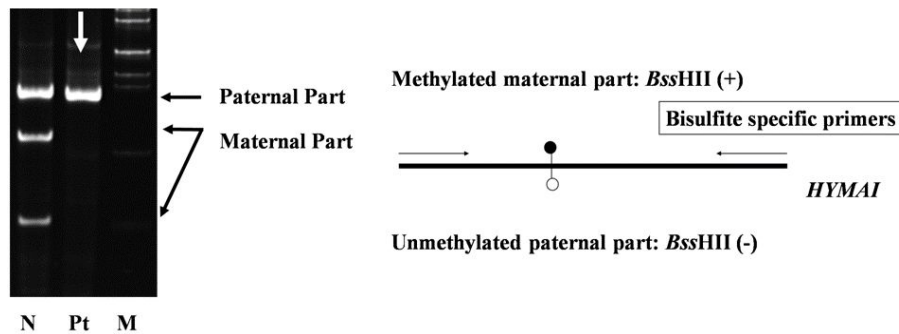 Paternal Part
Maternal Part
N Pt M
Methylated maternal part: BssHII (+)
Bisulfite specific primers
HYMAI
Unmethylated paternal part: BssHII (-)